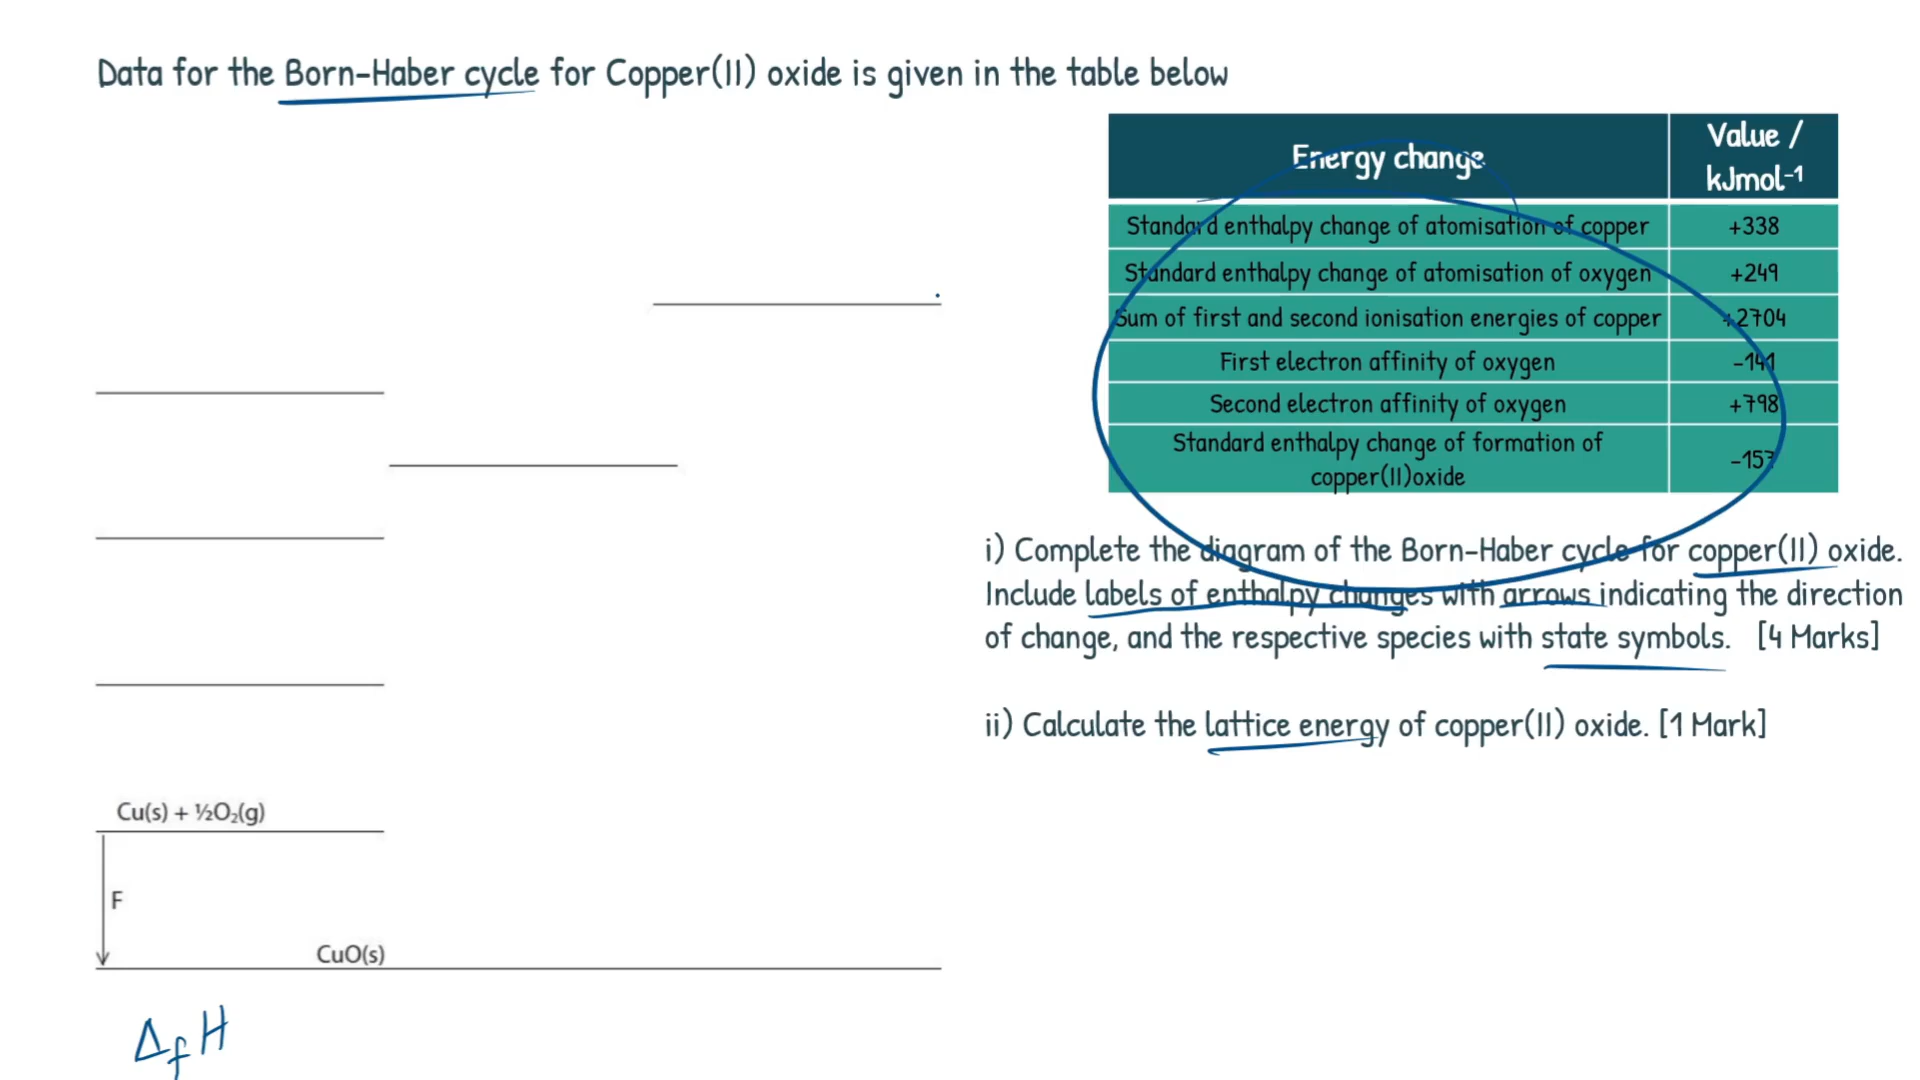 Data for the Born-Haber cycle for Copper(II) oxide is given in the table below
Energy change
Value /
kJmol⁻¹
Standard enthalpy change of atomisation of copper
+338
Standard enthalpy change of atomisation of oxygen
+249
Sum of first and second ionisation energies of copper
+2704
First electron affinity of oxygen
-141
Second electron affinity of oxygen
+798
Standard enthalpy change of formation of
copper(II)oxide
-157
i) Complete the diagram of the Born-Haber cycle for copper(II) oxide.
Include labels of enthalpy changes with arrows indicating the direction
of change, and the respective species with state symbols. [4 Marks]
ii) Calculate the lattice energy of copper(II) oxide. [1 Mark]
Cu(s) + ½O₂(g)
F
CuO(s)
ΔfH